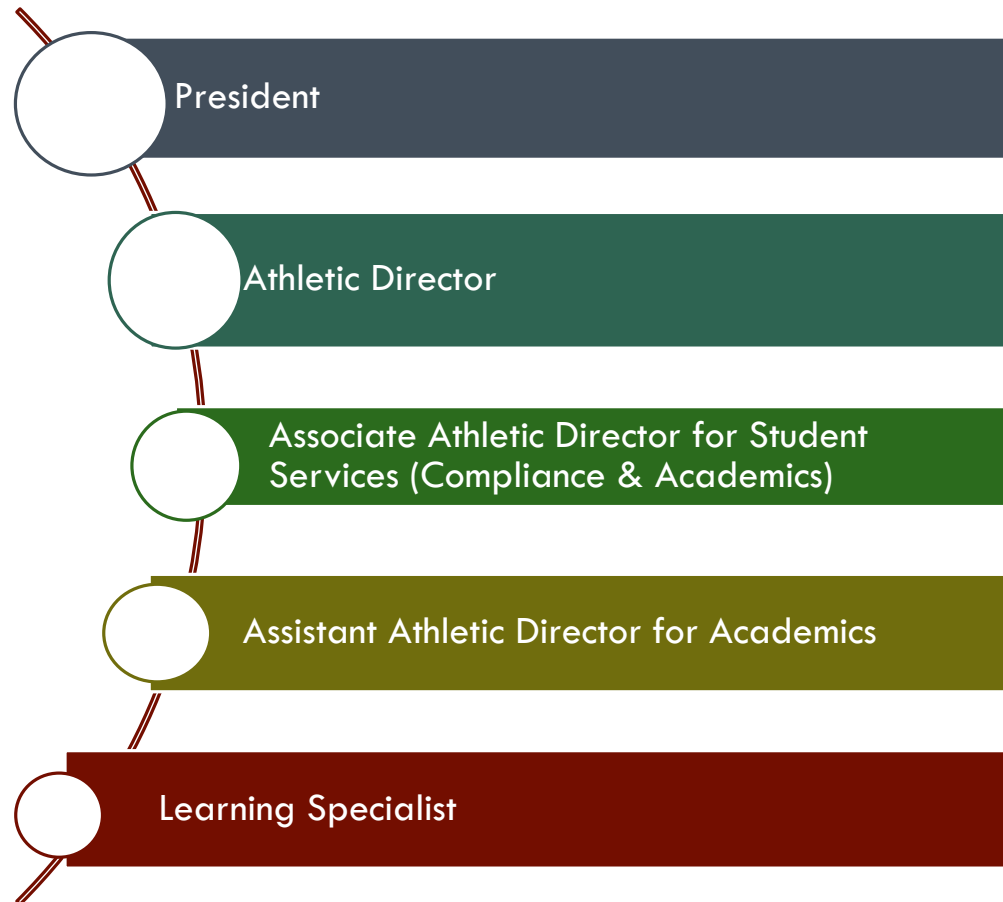 President
Athletic Director
Associate Athletic Director for Student
Services (Compliance & Academics)
Assistant Athletic Director for Academics
Learning Specialist